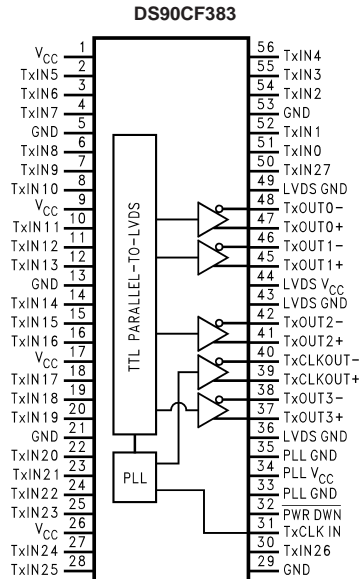 DS90CF383
VCC 1 56 TxIN4
TxIN5 2 55 TxIN3
TxIN6 3 54 TxIN2
TxIN7 4 53 GND
GND 5 52 TxIN1
TxIN8 6 51 TxIN0
TxIN9 7 50 TxIN27
TxIN10 8 49 LVDS GND
VCC 9 48 TxOUT0-
TxIN11 10 47 TxOUT0+
TxIN12 11 46 TxOUT1-
TxIN13 12 45 TxOUT1+
GND 13 44 LVDS VCC
TxIN14 14 43 LVDS GND
TxIN15 15 42 TxOUT2-
TxIN16 16 41 TxOUT2+
VCC 17 40 TxCLKOUT-
TxIN17 18 39 TxCLKOUT+
TxIN18 19 38 TxOUT3-
TxIN19 20 37 TxOUT3+
GND 21 36 LVDS GND
TxIN20 22 35 PLL GND
TxIN21 23 34 PLL VCC
TxIN22 24 33 PLL GND
TxIN23 25 32 PWR DWN
VCC 26 31 TxCLK IN
TxIN24 27 30 TxIN26
TxIN25 28 29 GND
TTL PARALLEL-TO-LVDS
PLL